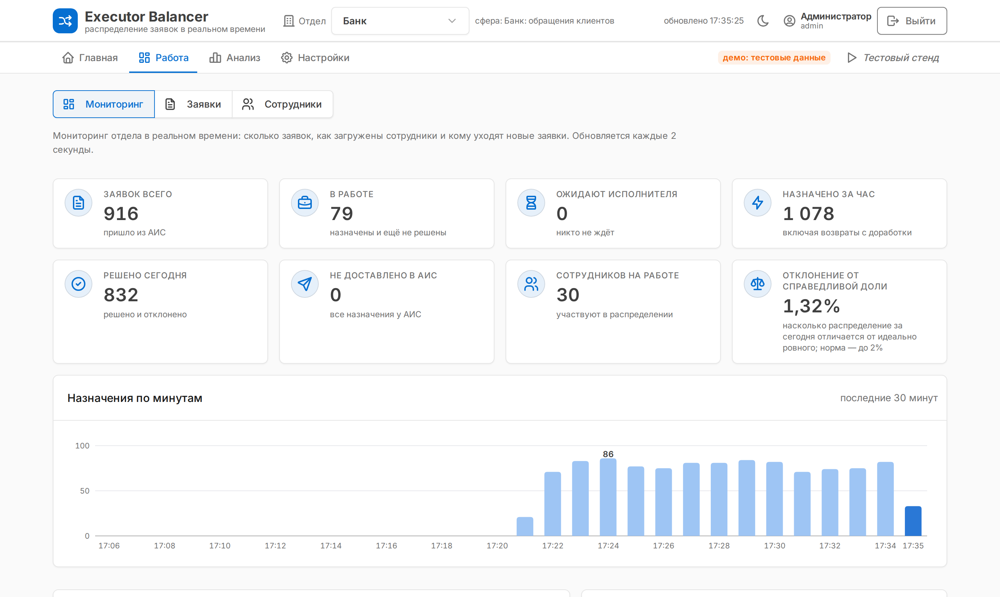 Executor Balancer
распределение заявок в реальном времени
Отдел
Банк
сфера: Банк: обращения клиентов
обновлено 17:35:25
Администратор
admin
Выйти
Главная
Работа
Анализ
Настройки
демо: тестовые данные
Тестовый стенд
Мониторинг
Заявки
Сотрудники
Мониторинг отдела в реальном времени: сколько заявок, как загружены сотрудники и кому уходят новые заявки. Обновляется каждые 2
секунды.
ЗАЯВОК ВСЕГО
916
пришло из АИС
В РАБОТЕ
79
назначены и ещё не решены
ОЖИДАЮТ ИСПОЛНИТЕЛЯ
0
никто не ждёт
НАЗНАЧЕНО ЗА ЧАС
1 078
включая возвраты с доработки
РЕШЕНО СЕГОДНЯ
832
решено и отклонено
НЕ ДОСТАВЛЕНО В АИС
0
все назначения у АИС
СОТРУДНИКОВ НА РАБОТЕ
30
участвуют в распределении
ОТКЛОНЕНИЕ ОТ
СПРАВЕДЛИВОЙ ДОЛИ
1,32%
насколько распределение за
сегодня отличается от идеально
ровного; норма — до 2%
Назначения по минутам
последние 30 минут
100
86
50
0
17:06
17:08
17:10
17:12
17:14
17:16
17:18
17:20
17:22
17:24
17:26
17:28
17:30
17:32
17:34
17:35